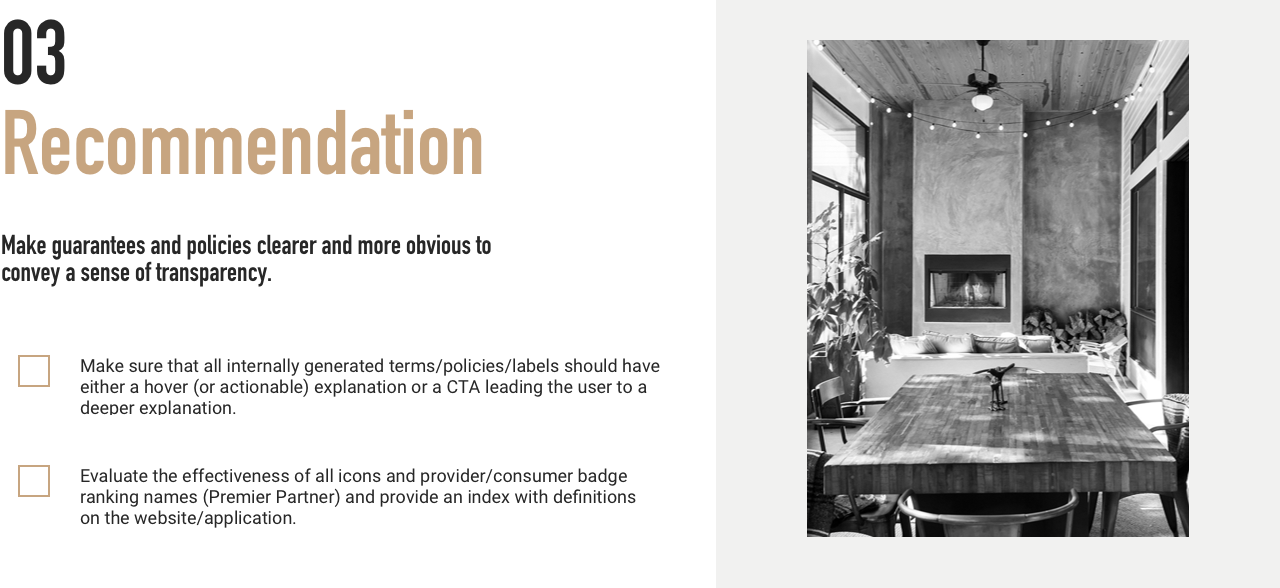 03
Recommendation
Make guarantees and policies clearer and more obvious to
convey a sense of transparency.
Make sure that all internally generated terms/policies/labels should have
either a hover (or actionable) explanation or a CTA leading the user to a
deeper explanation.
Evaluate the effectiveness of all icons and provider/consumer badge
ranking names (Premier Partner) and provide an index with definitions
on the website/application.